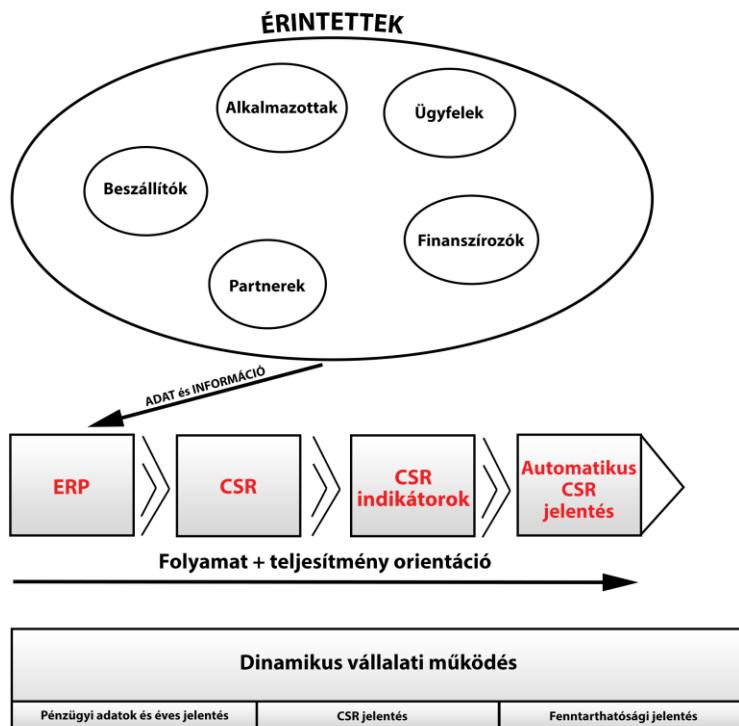 ÉRINTETTEK
Alkalmazottak
Ügyfelek
Beszállítók
Finanszírozók
Partnerek
ADAT és INFORMÁCIÓ
ERP
CSR
CSR
indikátorok
Automatikus
CSR
jelentés
Folyamat + teljesítmény orientáció
Dinamikus vállalati működés
Pénzügyi adatok és éves jelentés
CSR jelentés
Fenntarthatósági jelentés